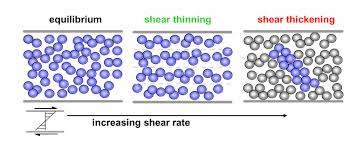 equilibrium
shear thinning
shear thickening
increasing shear rate